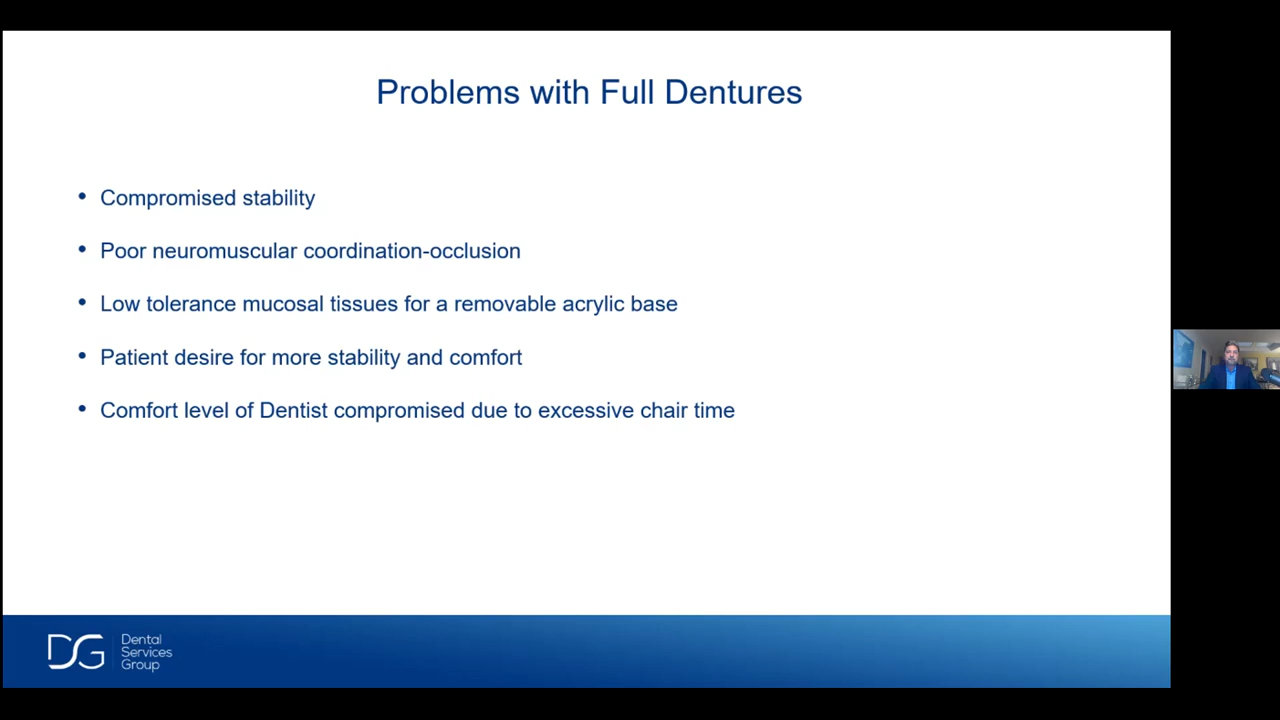 Problems with Full Dentures
• Compromised stability
• Poor neuromuscular coordination-occlusion
• Low tolerance mucosal tissues for a removable acrylic base
• Patient desire for more stability and comfort
• Comfort level of Dentist compromised due to excessive chair time
DSG
Dental
Services
Group